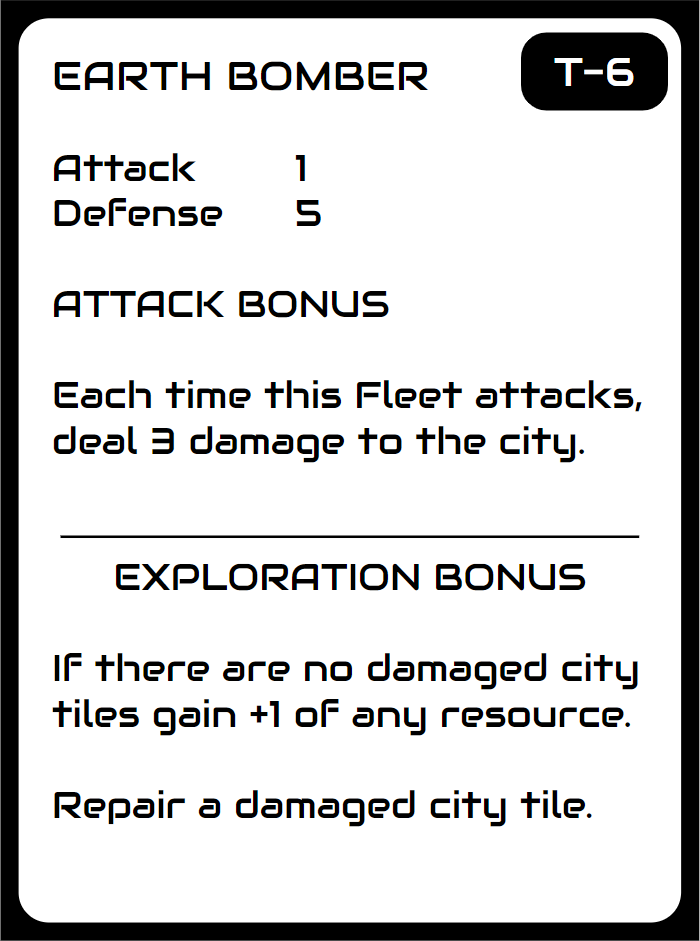 EARTH BOMBER
T-6
Attack 1
Defense 5
ATTACK BONUS
Each time this Fleet attacks,
deal 3 damage to the city.
EXPLORATION BONUS
If there are no damaged city
tiles gain +1 of any resource.
Repair a damaged city tile.